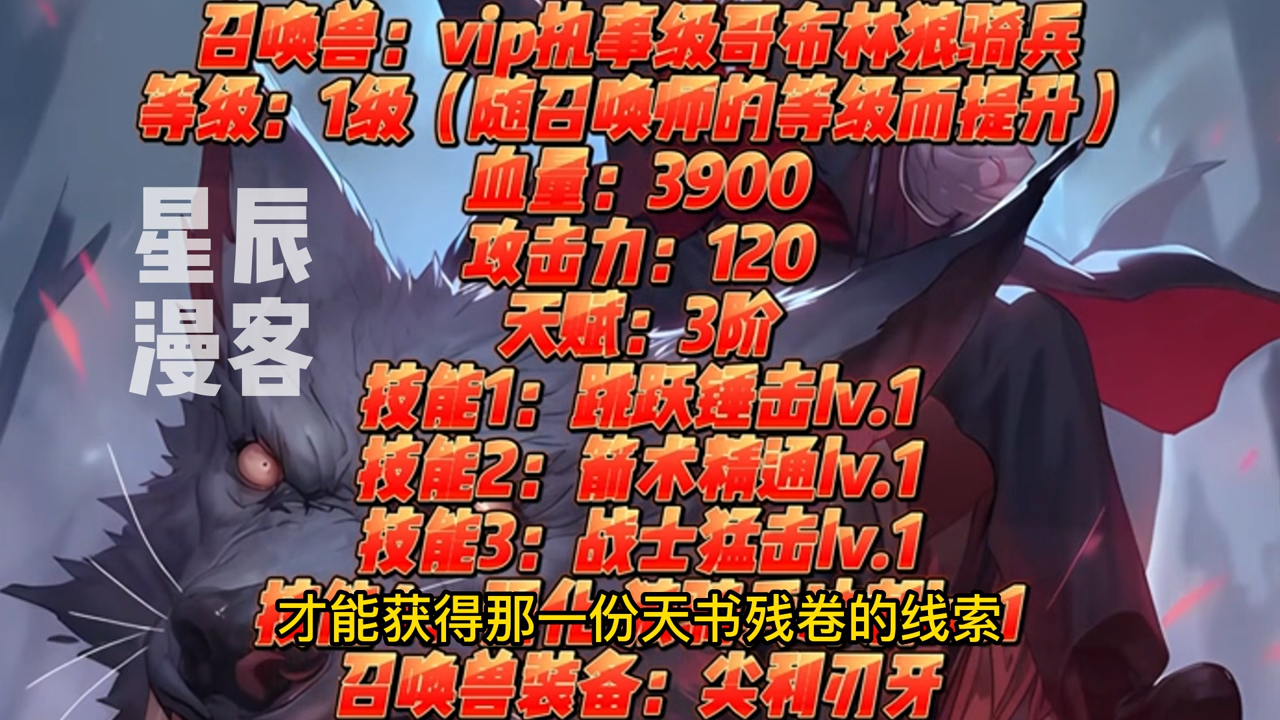 召唤兽：vip执事级哥布林狼骑兵
等级：1级（随召唤师的等级而提升）
血量：3900
攻击力：120
天赋：3阶
星辰
漫客
技能1：跳跃锤击lv.1
技能2：箭术精通lv.1
技能3：战士猛击lv.1
才能获得那一份天书残卷的线索
召唤兽装备：尖利刃牙